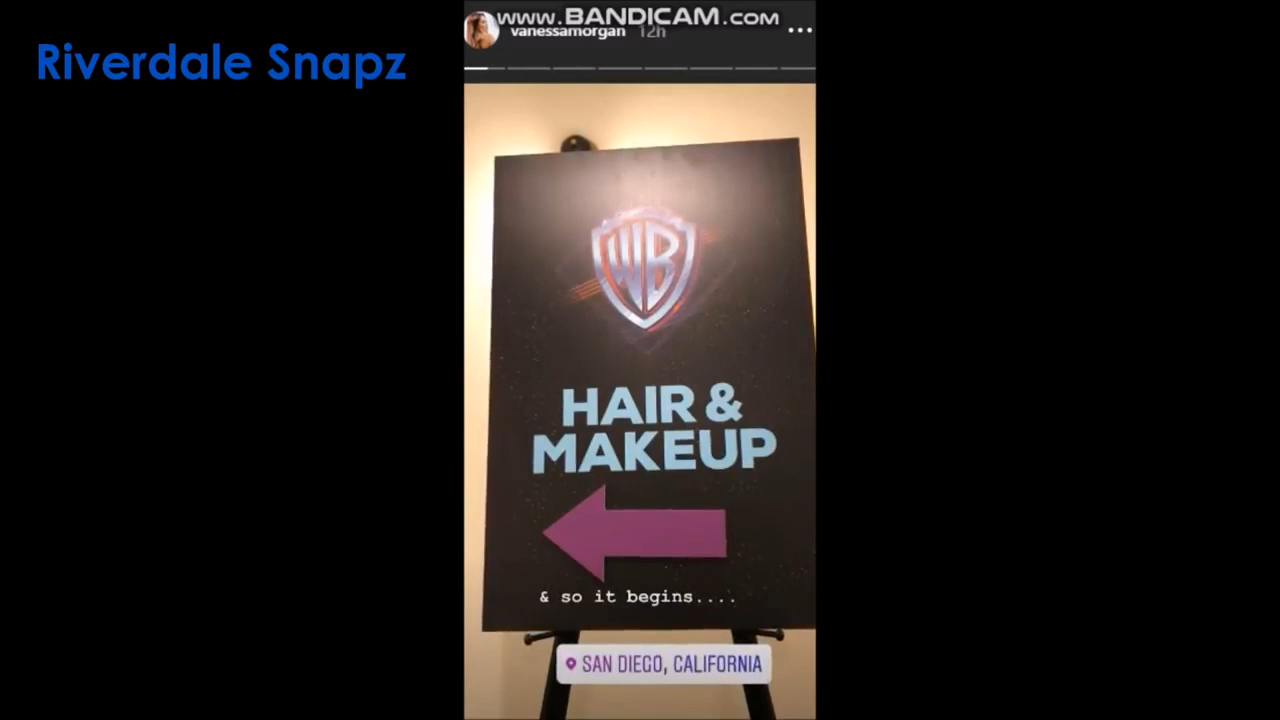 www.BANDICAM.com
vanessamorgan 12h
Riverdale Snapz
WB
HAIR &
MAKEUP
& so it begins....
SAN DIEGO, CALIFORNIA